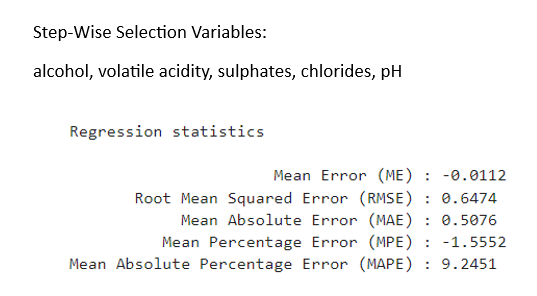 Step-Wise Selection Variables:
alcohol, volatile acidity, sulphates, chlorides, pH
Regression statistics
Mean Error (ME) : -0.0112
Root Mean Squared Error (RMSE) : 0.6474
Mean Absolute Error (MAE) : 0.5076
Mean Percentage Error (MPE) : -1.5552
Mean Absolute Percentage Error (MAPE) : 9.2451